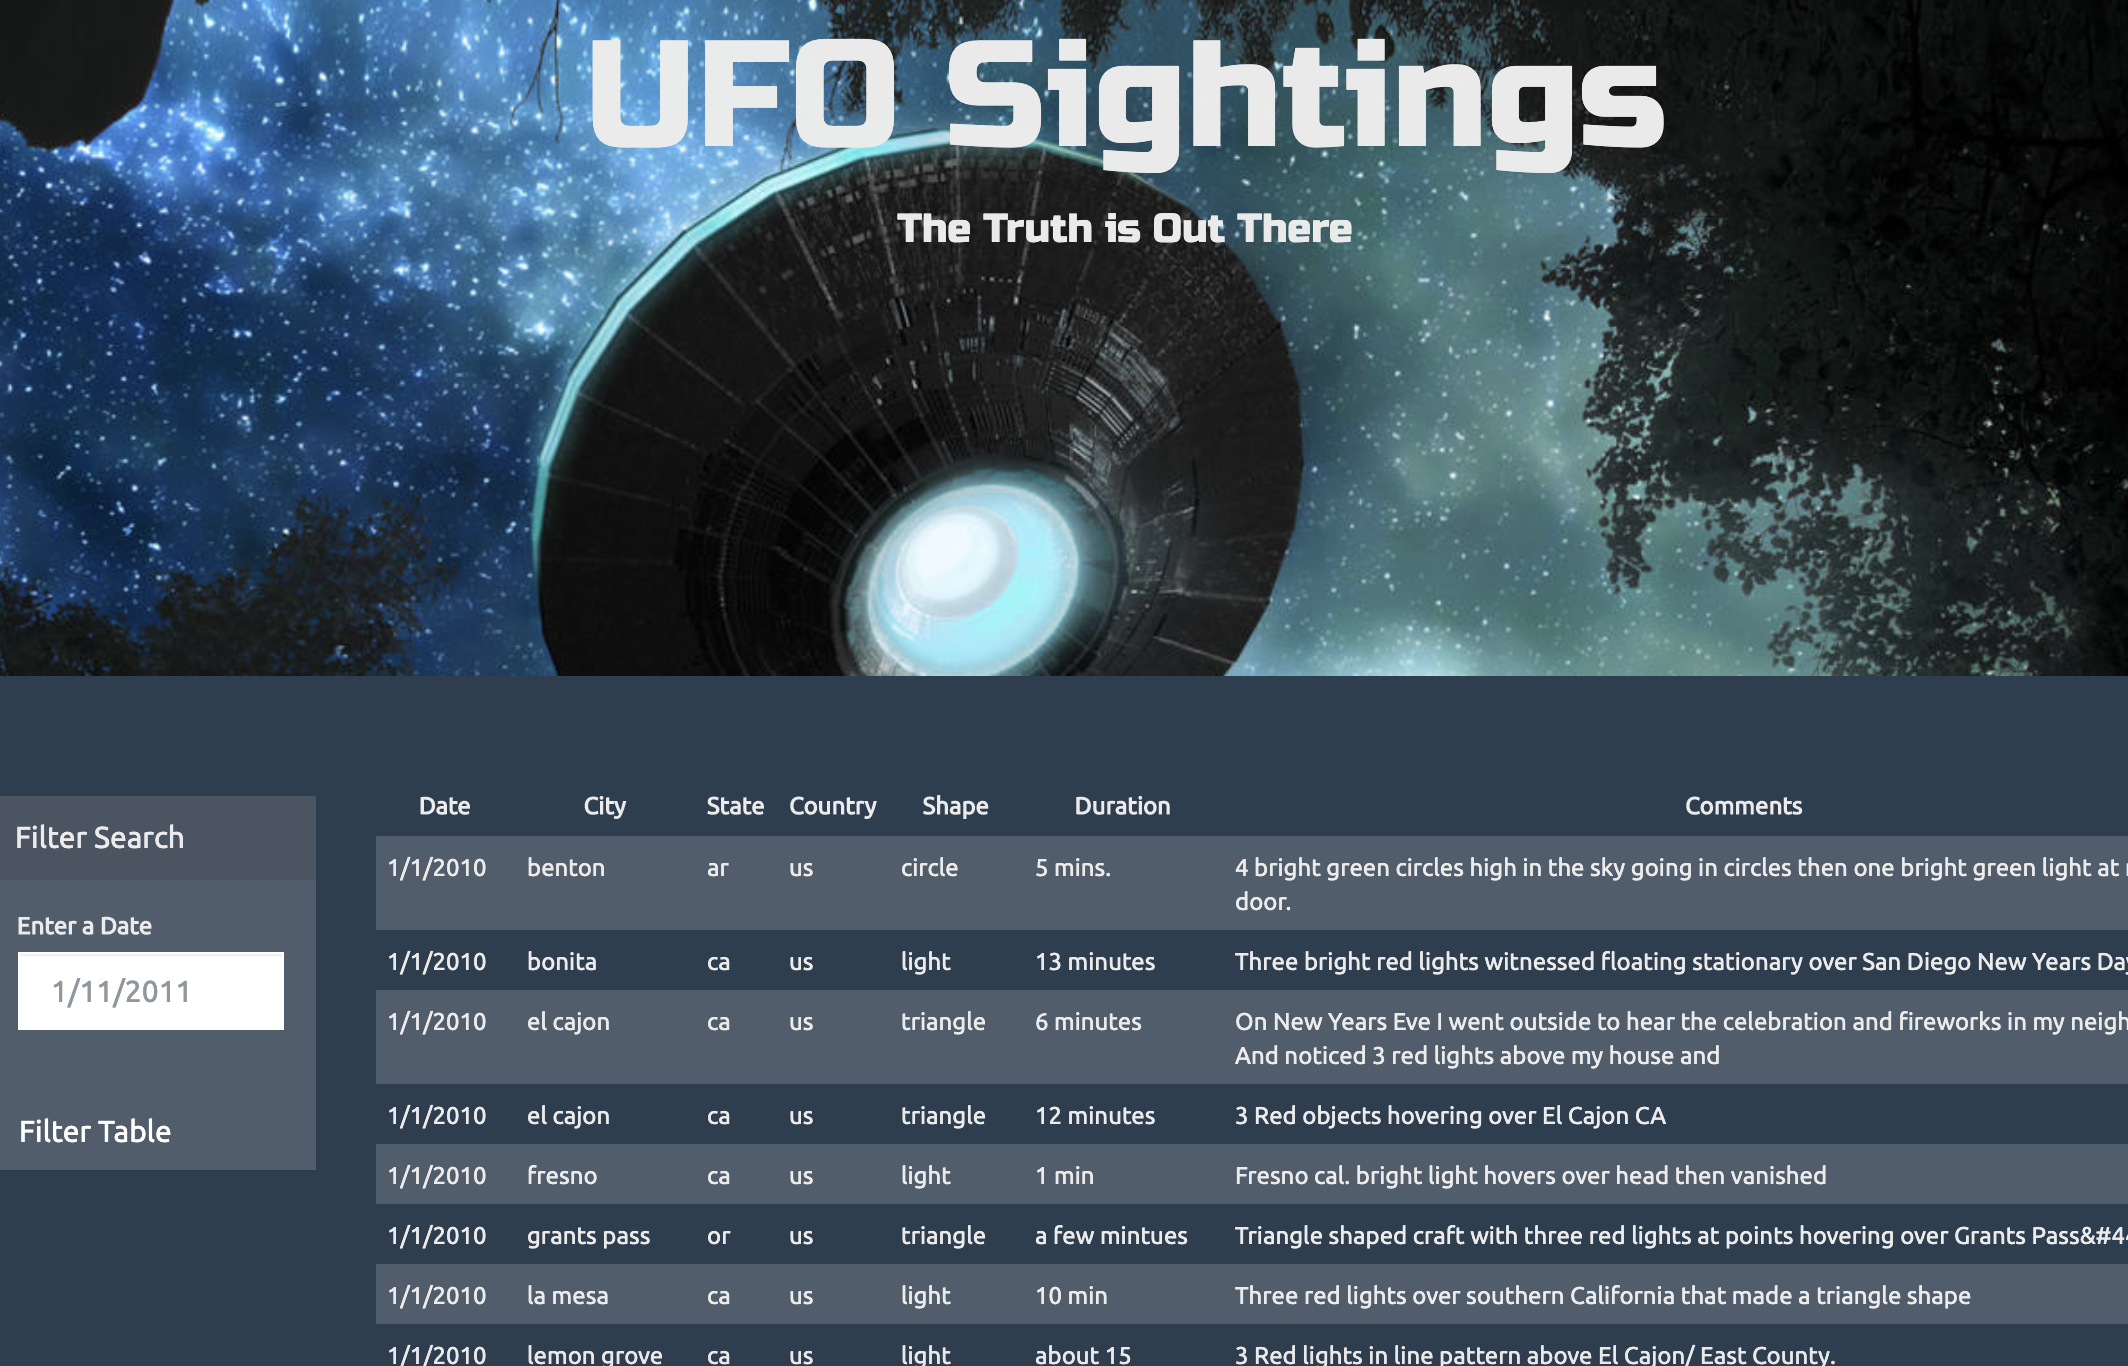 UFO Sightings
The Truth is Out There
Filter Search
Enter a Date
1/11/2011
Filter Table
Date City State Country Shape Duration Comments
1/1/2010 benton ar us circle 5 mins. 4 bright green circles high in the sky going in circles then one bright green light at
door.
1/1/2010 bonita ca us light 13 minutes Three bright red lights witnessed floating stationary over San Diego New Years
1/1/2010 el cajon ca us triangle 6 minutes On New Years Eve I went outside to hear the celebration and fireworks in my
And noticed 3 red lights above my house and
1/1/2010 el cajon ca us triangle 12 minutes 3 Red objects hovering over El Cajon CA
1/1/2010 fresno ca us light 1 min Fresno cal. bright light hovers over head then vanished
1/1/2010 grants pass or us triangle a few mintues Triangle shaped craft with three red lights at points hovering over Grants Pass&#4
1/1/2010 la mesa ca us light 10 min Three red lights over southern California that made a triangle shape
1/1/2010 lemon grove ca us light about 15 3 Red lights in line pattern above El Cajon/ East County.